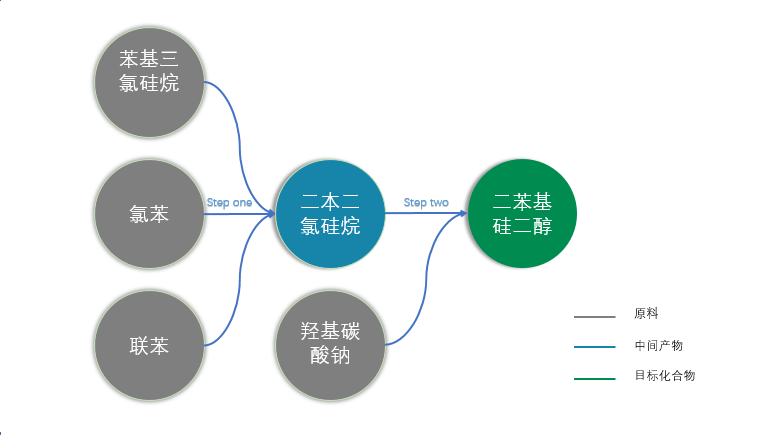 苯基三
氯硅烷
氯苯
联苯
Step one
二本二
氯硅烷
羟基碳
酸钠
Step two
二苯基
硅二醇
原料
中间产物
目标化合物